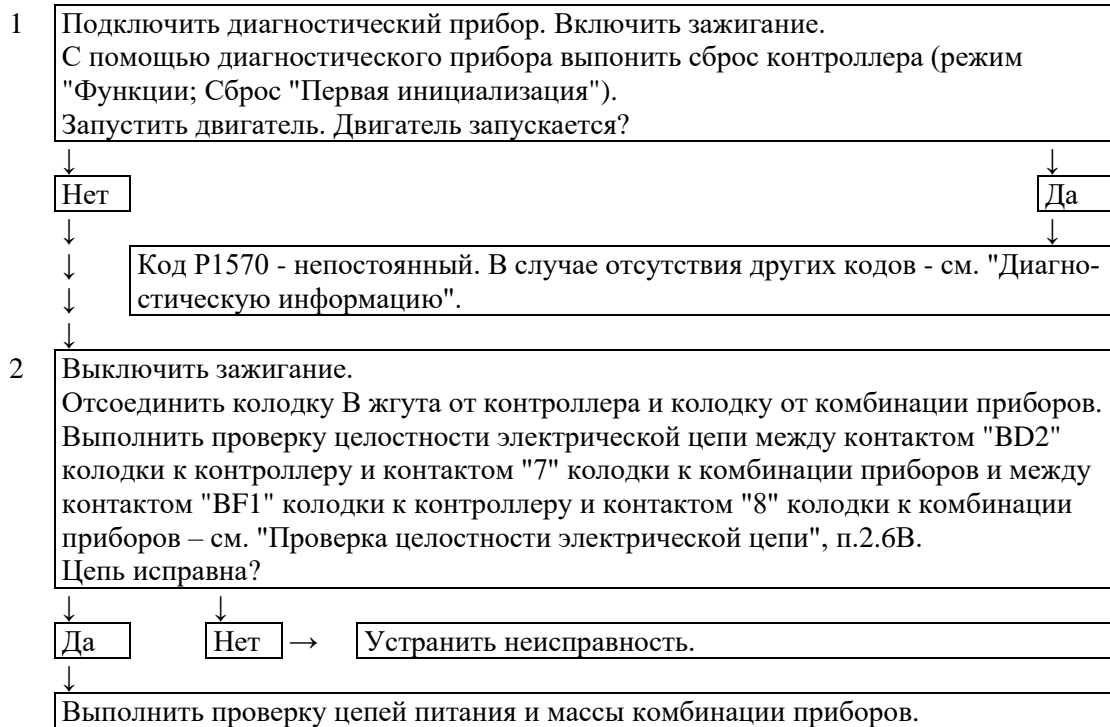 1 Подключить диагностический прибор. Включить зажигание.
С помощью диагностического прибора выпонить сброс контроллера (режим
"Функции; Сброс "Первая инициализация").
Запустить двигатель. Двигатель запускается?
↓ ↓
Нет Да
↓ ↓
↓ Код Р1570 - непостоянный. В случае отсутствия других кодов - см. "Диагно-
↓ стическую информацию".
↓
2 Выключить зажигание.
Отсоединить колодку В жгута от контроллера и колодку от комбинации приборов.
Выполнить проверку целостности электрической цепи между контактом "BD2"
колодки к контроллеру и контактом "7" колодки к комбинации приборов и между
контактом "BF1" колодки к контроллеру и контактом "8" колодки к комбинации
приборов – см. "Проверка целостности электрической цепи", п.2.6В.
Цепь исправна?
↓ ↓
Да Нет → Устранить неисправность.
↓
Выполнить проверку цепей питания и массы комбинации приборов.